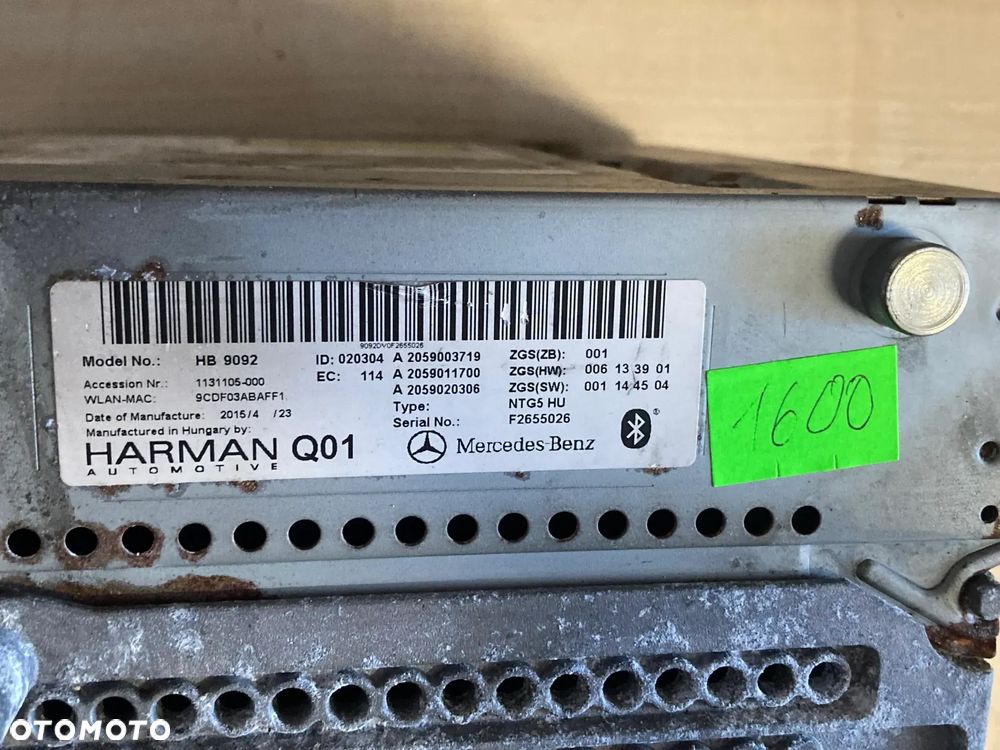 9092DV0F2655026
Model No.: HB 9092 ID: 020304 A 2059003719 ZGS(ZB): 001
EC: 114 A 2059011700 ZGS(HW): 006 13 39 01
Accession Nr.: 1131105-000 A 2059020306 ZGS(SW): 001 14 45 04
WLAN-MAC: 9CDF03ABAFF1 Type: NTG5 HU
Date of Manufacture: 2015/4 / 23 Serial No.: F2655026
Manufactured in Hungary by:
HARMAN Q01 Mercedes-Benz
AUTOMOTIVE
1600
OTOMOTO